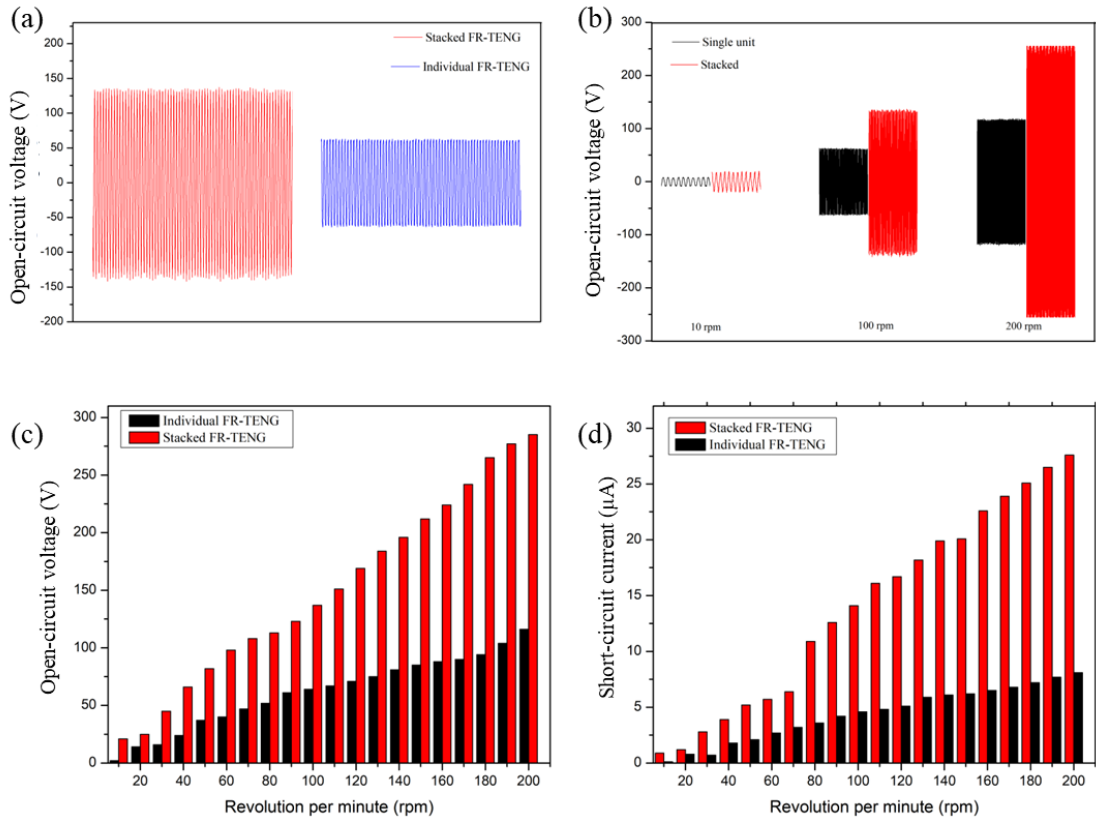 (a)
Open-circuit voltage (V)
200
150
100
50
0
-50
-100
-150
-200
Stacked FR-TENG
Individual FR-TENG
(b)
Open-circuit voltage (V)
300
250
200
150
100
50
0
-50
-100
-150
-200
-300
Single unit
Stacked
10 rpm
100 rpm
200 rpm
(c)
Open-circuit voltage (V)
300
250
200
150
100
50
0
Individual FR-TENG
Stacked FR-TENG
20 40 60 80 100 120 140 160 180 200
Revolution per minute (rpm)
(d)
Short-circuit current (µA)
30
25
20
15
10
5
0
Stacked FR-TENG
Individual FR-TENG
20 40 60 80 100 120 140 160 180 200
Revolution per minute (rpm)